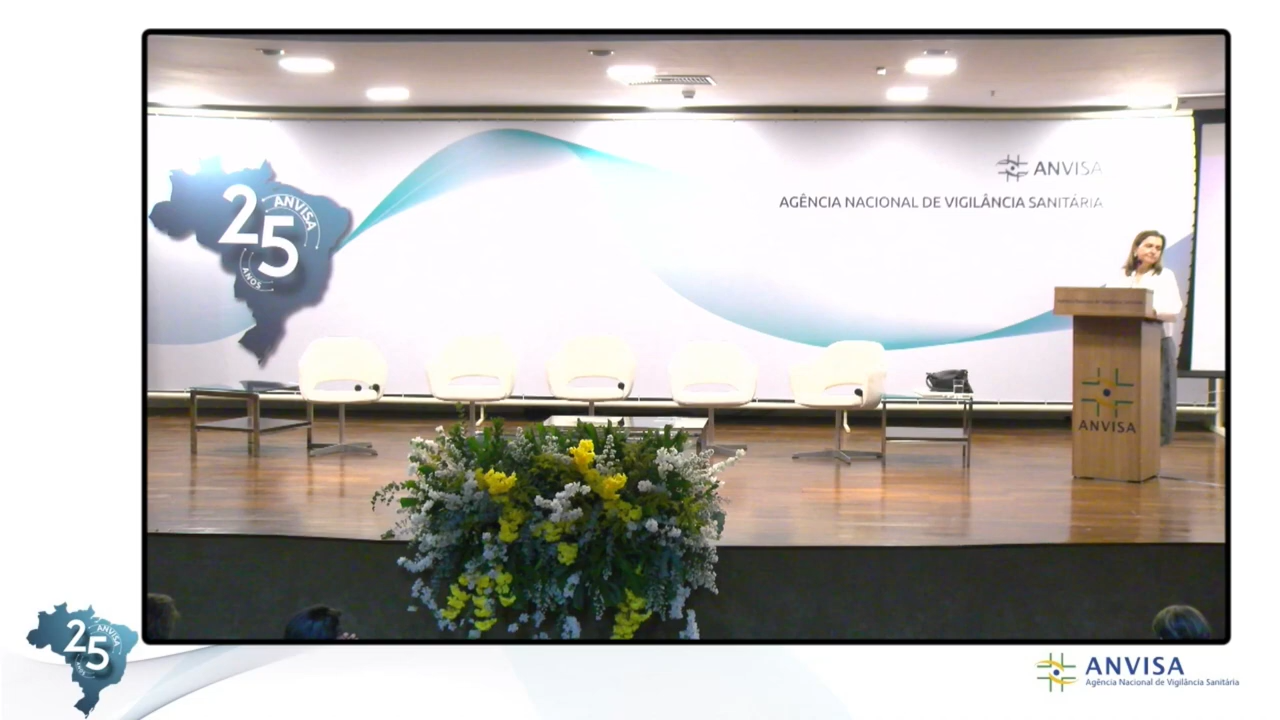 25
ANVISA
ANOS
ANVISA
AGÊNCIA NACIONAL DE VIGILÂNCIA SANITÁRIA
ANVISA
25
ANVISA
ANVISA
Agência Nacional de Vigilância Sanitária